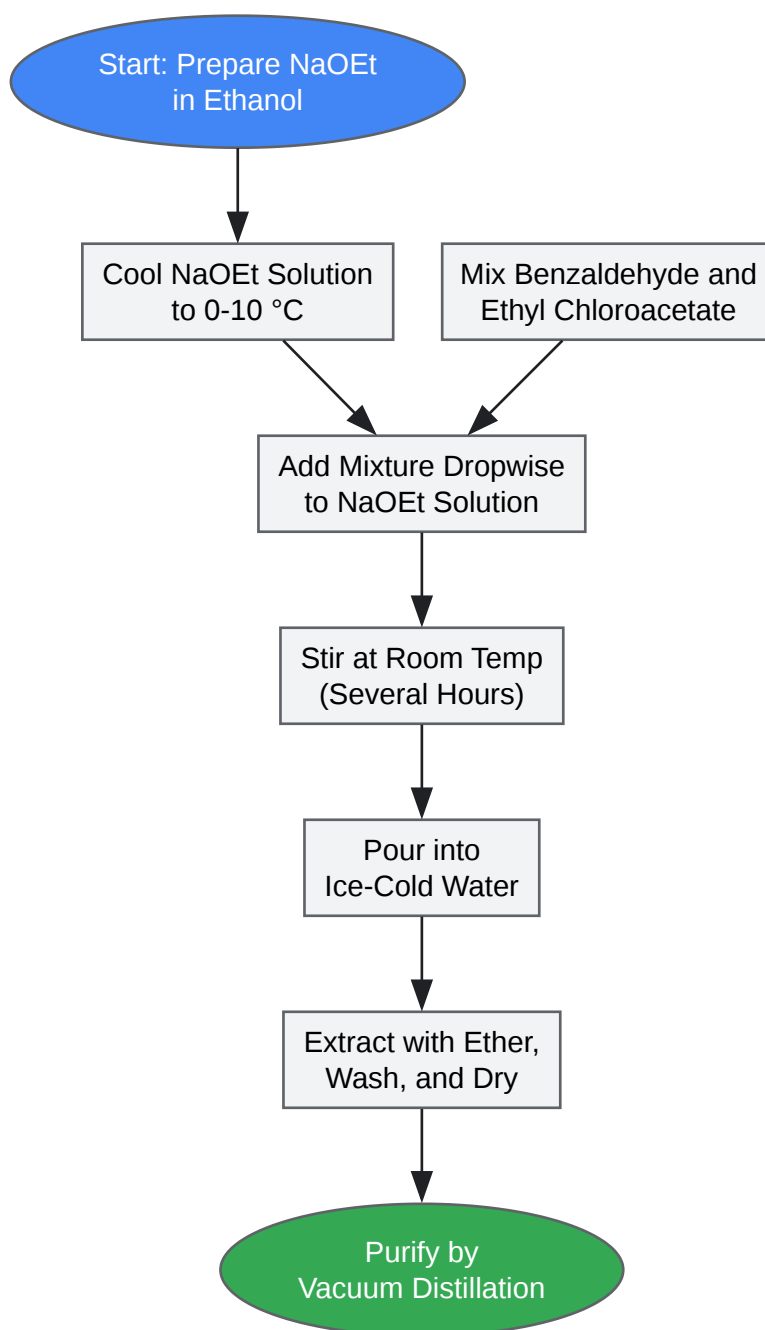 Start: Prepare NaOEt
in Ethanol
Cool NaOEt Solution
to 0-10 °C
Mix Benzaldehyde and
Ethyl Chloroacetate
Add Mixture Dropwise
to NaOEt Solution
Stir at Room Temp
(Several Hours)
Pour into
Ice-Cold Water
Extract with Ether,
Wash, and Dry
Purify by
Vacuum Distillation